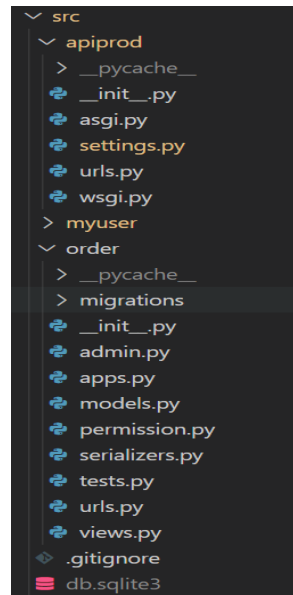 src
apiprod
__pycache__
__init__.py
asgi.py
settings.py
urls.py
wsgi.py
myuser
order
__pycache__
migrations
__init__.py
admin.py
apps.py
models.py
permission.py
serializers.py
tests.py
urls.py
views.py
.gitignore
db.sqlite3